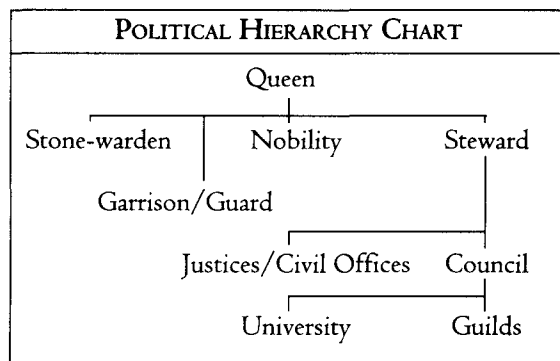 POLITICAL HIERARCHY CHART
Queen
Stone-warden Nobility Steward
Garrison/Guard
Justices/Civil Offices Council
University Guilds